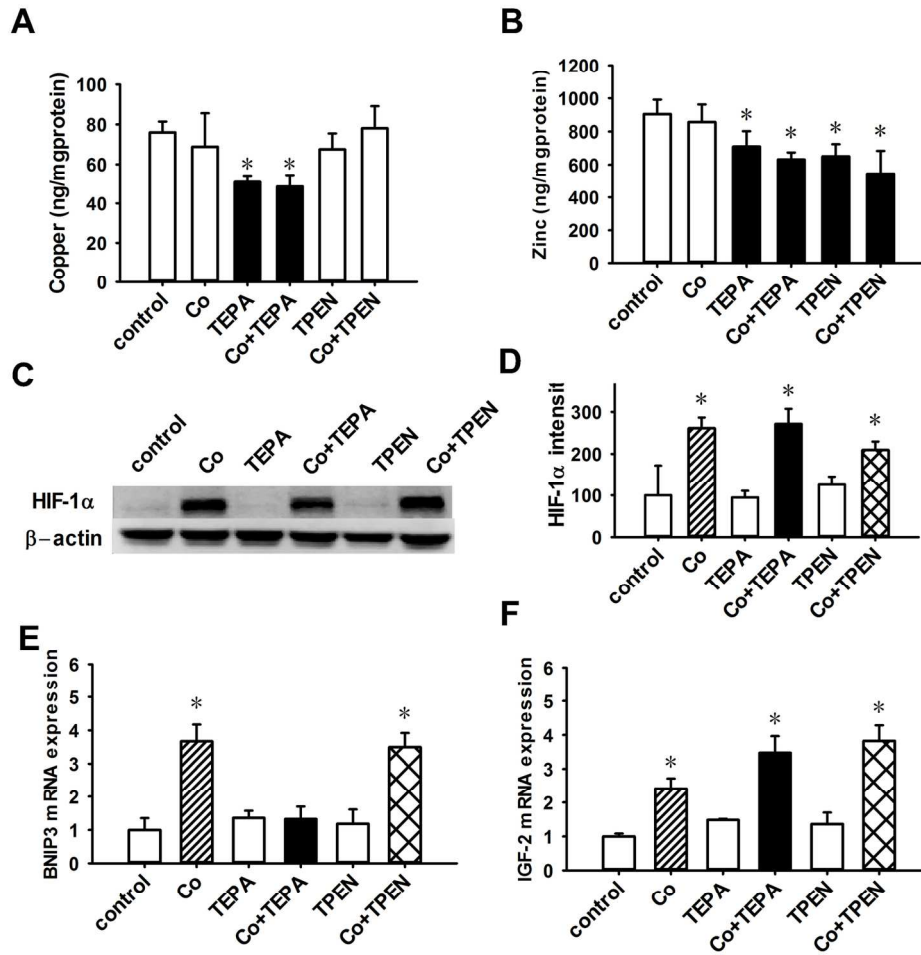 A
Copper (ng/mgprotein)
100
80
60
40
20
0
* *
control Co TEPA Co+TEPA TPEN Co+TPEN
B
Zinc (ng/mgprotein)
1200
1000
800
600
400
200
0
* * * *
control Co TEPA Co+TEPA TPEN Co+TPEN
C
control Co TEPA Co+TEPA TPEN Co+TPEN
HIF-1α
β-actin
D
HIF-1α intensit
300
200
100
0
* * *
control Co TEPA Co+TEPA TPEN Co+TPEN
E
BNIP3 mRNA expression
6
5
4
3
2
1
0
* *
control Co TEPA Co+TEPA TPEN Co+TPEN
F
IGF-2 mRNA expression
6
5
4
3
2
1
0
* * *
control Co TEPA Co+TEPA TPEN Co+TPEN